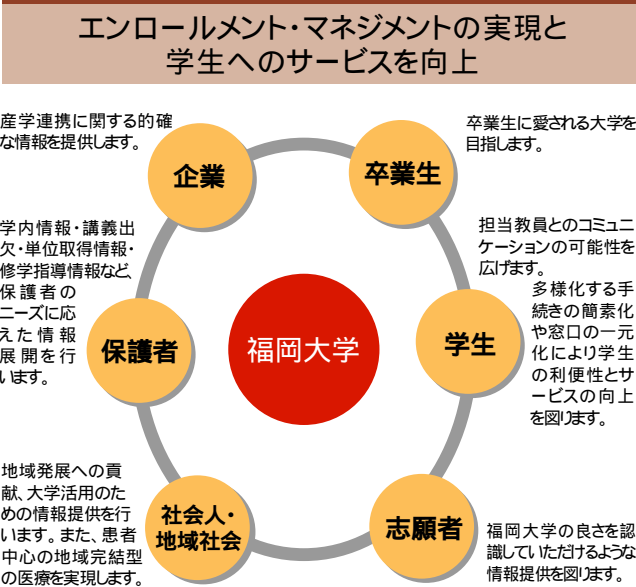 エンロールメント・マネジメントの実現と
学生へのサービスを向上
産学連携に関する的確
な情報を提供します。
企業
卒業生
卒業生に愛される大学を
目指します。
学内情報・講義出
欠・単位取得情報・
修学指導情報など、
保護者の
ニーズに応
えた情報
展開を行
います。
保護者
福岡大学
学生
担当教員とのコミュニ
ケーションの可能性を
広げます。
多様化する手
続きの簡素化
や窓口の一元
化により学生
の利便性とサ
ービスの向上
を図ります。
地域発展への貢
献、大学活用のた
めの情報提供を行
います。また、患者
中心の地域完結型
の医療を実現します。
社会人・
地域社会
志願者
福岡大学の良さを認
識していただけるような
情報提供を図ります。